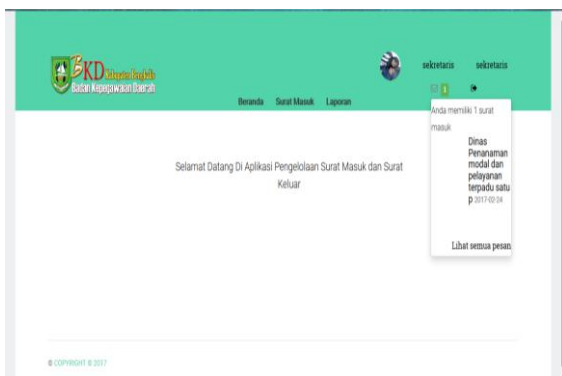 BKD Kabupaten Bengkalis
Badan Kepegawaian Daerah
sekretaris sekretaris
1
Beranda Surat Masuk Laporan
Anda memiliki 1 surat
masuk
Dinas
Penanaman
modal dan
pelayanan
terpadu satu
p 2017-02-24
Lihat semua pesan
Selamat Datang Di Aplikasi Pengelolaan Surat Masuk dan Surat
Keluar
© COPYRIGHT © 2017